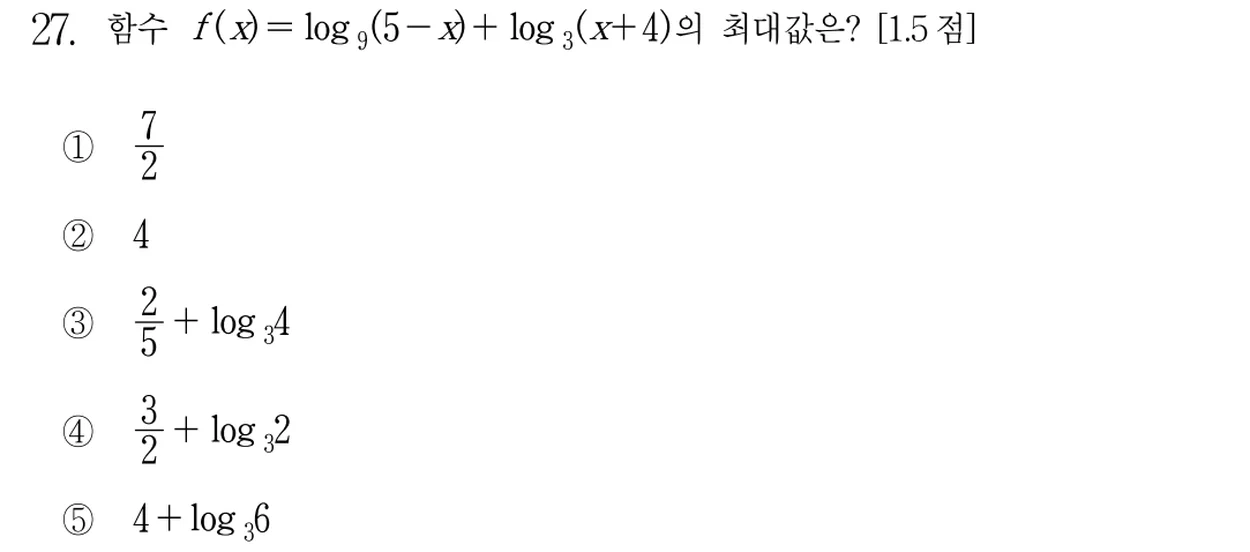 27. 함수 f(x) = log₉(5−x) + log₃(x+4)의 최대값은? [1.5 점]
① 7/2
② 4
③ 2/5 + log₃4
④ 3/2 + log₃2
⑤ 4 + log₃6